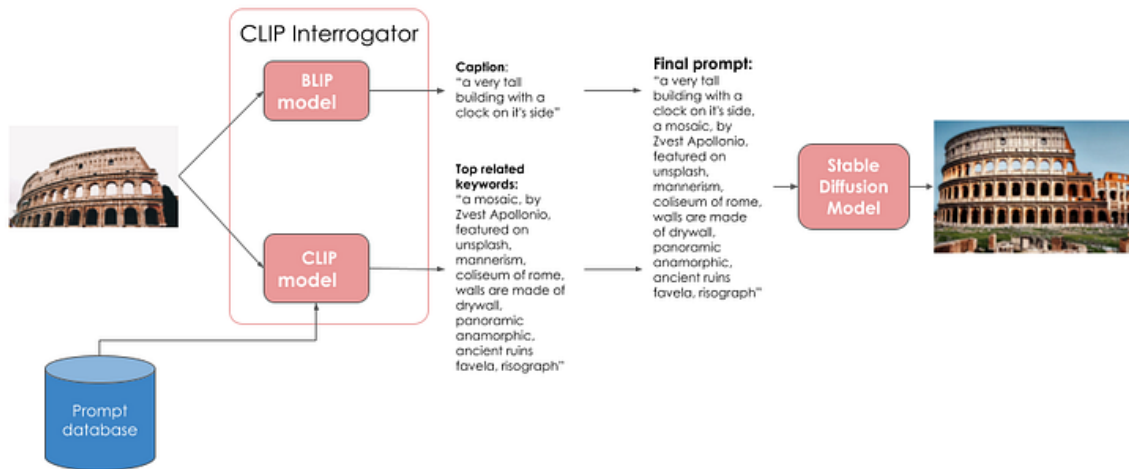 CLIP Interrogator
BLIP
model
Caption:
"a very tall
building with a
clock on it's side"
Final prompt:
"a very tall
building with a
clock on it's side,
a mosaic, by
Zvest Apollonio,
featured on
unsplash,
mannerism,
coliseum of rome,
walls are made
of drywall,
panoramic
anamorphic,
ancient ruins
favela, risograph"
Top related
keywords:
"a mosaic, by
Zvest Apollonio,
featured on
unsplash,
mannerism,
coliseum of rome,
walls are made of
drywall,
panoramic
anamorphic,
ancient ruins
favela, risograph"
CLIP
model
Stable
Diffusion
Model
Prompt
database